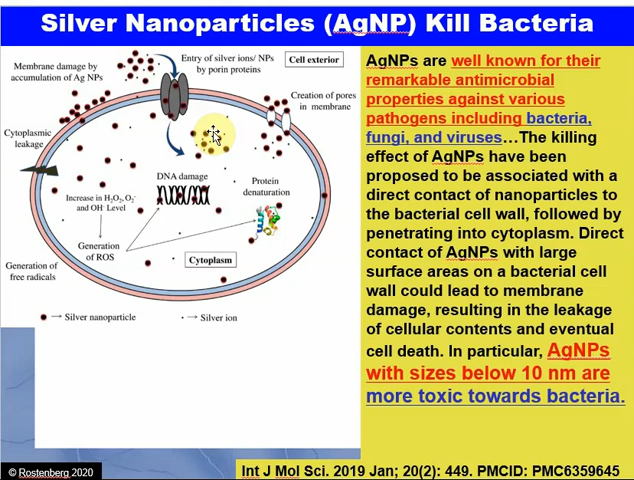 Silver Nanoparticles (AgNP) Kill Bacteria
Membrane damage by
accumulation of Ag NPs
Entry of silver ions/ NPs
by porin proteins
Cell exterior
Creation of pores
in membrane
Cytoplasmic
leakage
DNA damage
Protein
denaturation
Increase in H₂O₂, O₂⁻
and OH⁻ Level
Generation
of ROS
Cytoplasm
Generation of
free radicals
→ Silver nanoparticle
→ Silver ion
AgNPs are well known for their
remarkable antimicrobial
properties against various
pathogens including bacteria,
fungi, and viruses…The killing
effect of AgNPs have been
proposed to be associated with a
direct contact of nanoparticles to
the bacterial cell wall, followed by
penetrating into cytoplasm. Direct
contact of AgNPs with large
surface areas on a bacterial cell
wall could lead to membrane
damage, resulting in the leakage
of cellular contents and eventual
cell death. In particular, AgNPs
with sizes below 10 nm are
more toxic towards bacteria.
© Rostenberg 2020
Int J Mol Sci. 2019 Jan; 20(2): 449. PMCID: PMC6359645